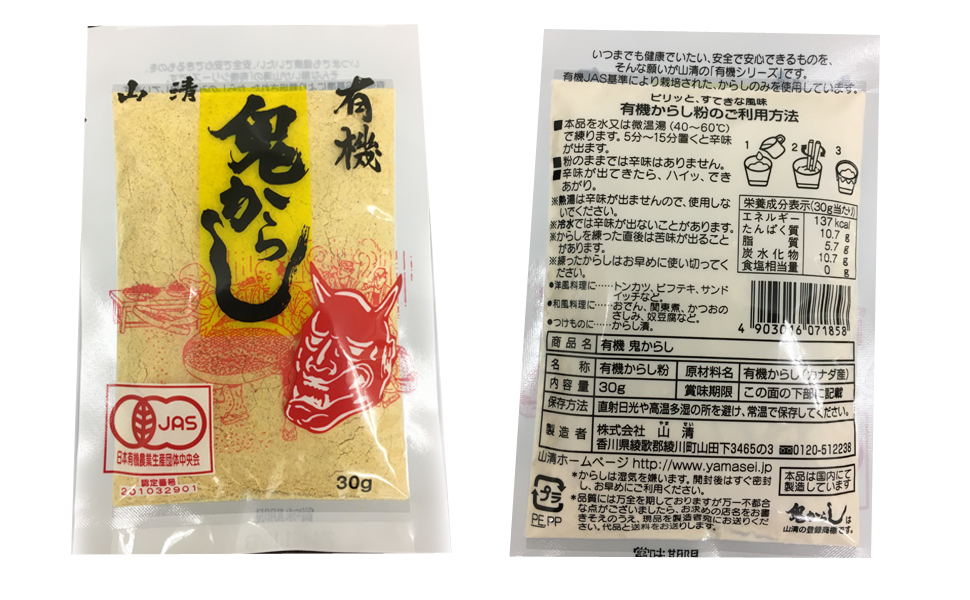 山清
有機
鬼からし
JAS
日本有機農業生産団体中央会
認定番号
201032901
30g
いつまでも健康でいたい、安全で安心できるものを、
そんな願いが山清の「有機シリーズ」です。
有機JAS基準により栽培された、からしのみを使用しています。
ピリッと、すてきな風味
有機からし粉のご利用方法
■本品を水又は微温湯(40~60℃)
で練ります。5分~15分置くと辛味
が出ます。
■粉のままでは辛味はありません。
■辛味が出てきたら、ハイッ、でき
あがり。
※熱湯は辛味が出ませんので、使用しな
いでください。
※冷水では辛味が出ないことがあります。
※からしを練った直後は苦味が出ること
があります。
※練ったからしはお早めに使い切ってく
ださい。
●洋風料理に……トンカツ、ビフテキ、サンド
イッチなど。
●和風料理に……おでん、関東煮、かつおの
さしみ、奴豆腐など。
●つけものに……からし漬。
1 2 3
栄養成分表示(30g当たり)
エネルギー 137kcal
たんぱく質 10.7 g
脂質 5.7 g
炭水化物 10.7 g
食塩相当量 0 g
4 903016 071858
商品名 有機 鬼からし
名称 有機からし粉 原材料名 有機からし(カナダ産)
内容量 30g 賞味期限 この面の下部に記載
保存方法 直射日光や高温多湿の所を避け、常温で保存してください。
製造者 株式会社 山清
やま せい
香川県綾歌郡綾川町山田下3465の3 0120-512238
山清ホームページ http://www.yamasei.jp
本品は国内にて
製造しています
プラ
PE,PP
*からしは湿気を嫌います。開封後はすぐ密封
し、お早めにご利用ください。
*品質には万全を期しておりますが万一不都合
な点がございましたら、お求めの店名をお書
きそえのうえ、現品を製造者宛にお送りくだ
さい。代品と送料をお送りします。
鬼からしは
山清の登録商標です。
賞味期限